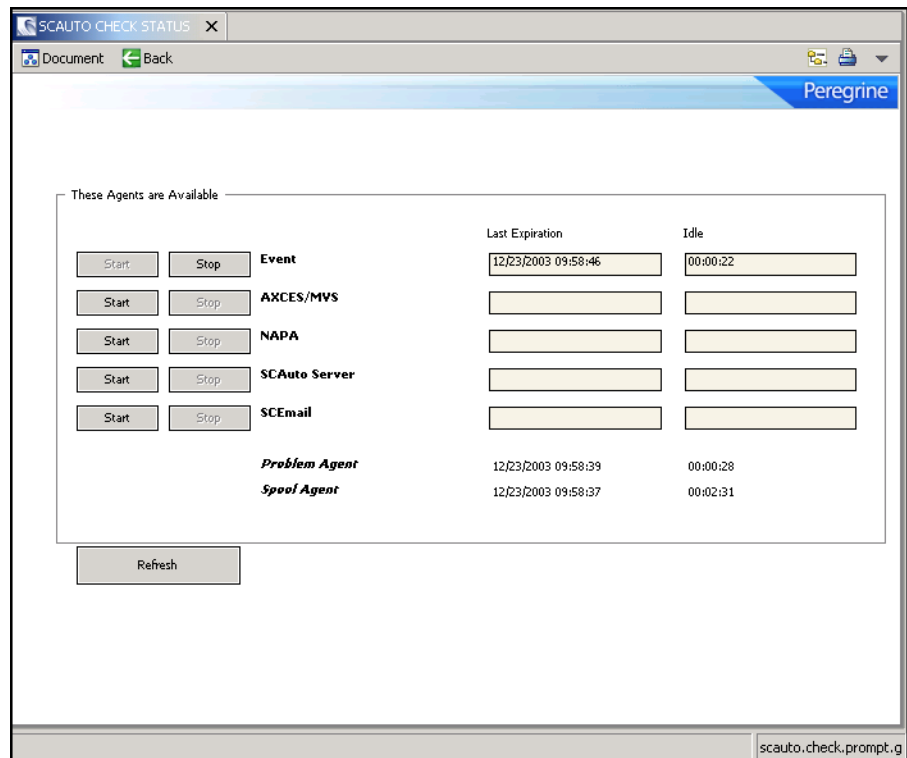 SCAUTO CHECK STATUS X
Document Back
Peregrine
These Agents are Available
Last Expiration Idle
Start Stop Event 12/23/2003 09:58:46 00:00:22
Start Stop AXCES/MVS
Start Stop NAPA
Start Stop SCAuto Server
Start Stop SCEmail
Problem Agent 12/23/2003 09:58:39 00:00:28
Spool Agent 12/23/2003 09:58:37 00:02:31
Refresh
scauto.check.prompt.g